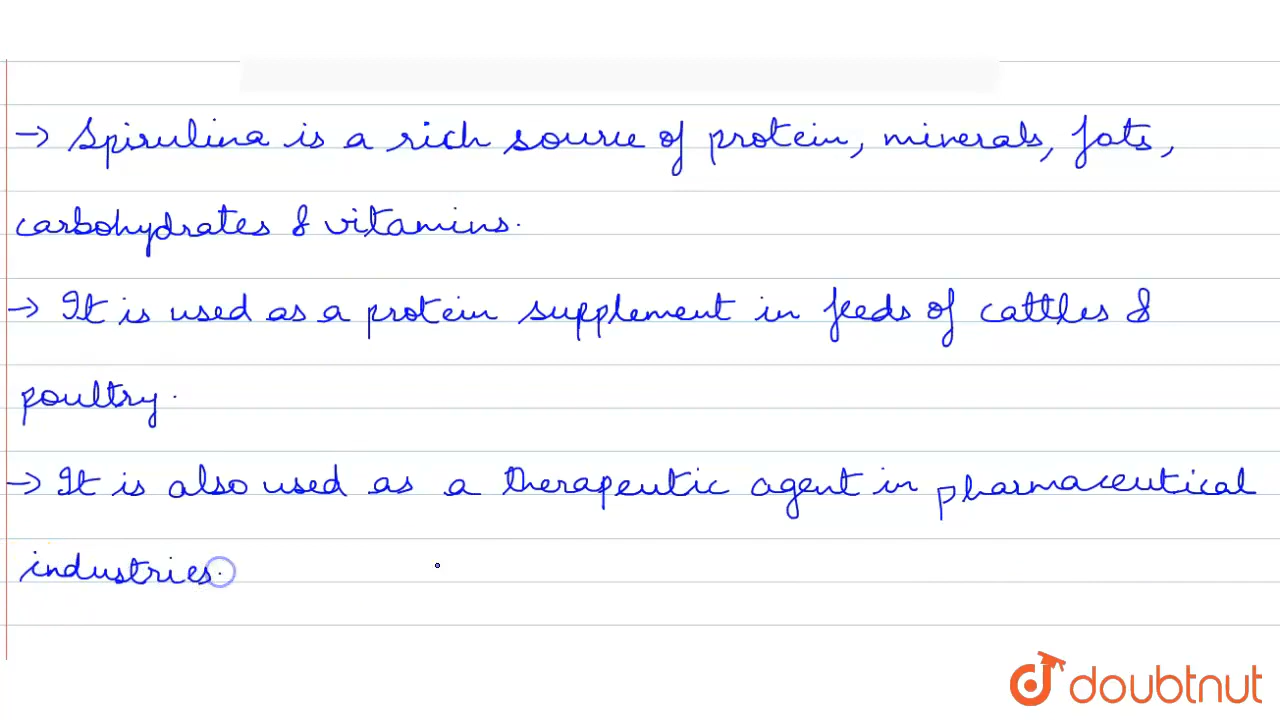 → Spirulina is a rich source of protein, minerals, fats,
carbohydrates & vitamins.
→ It is used as a protein supplement in feeds of cattles &
poultry.
→ It is also used as a therapeutic agent in pharmaceutical
industries.
doubtnut